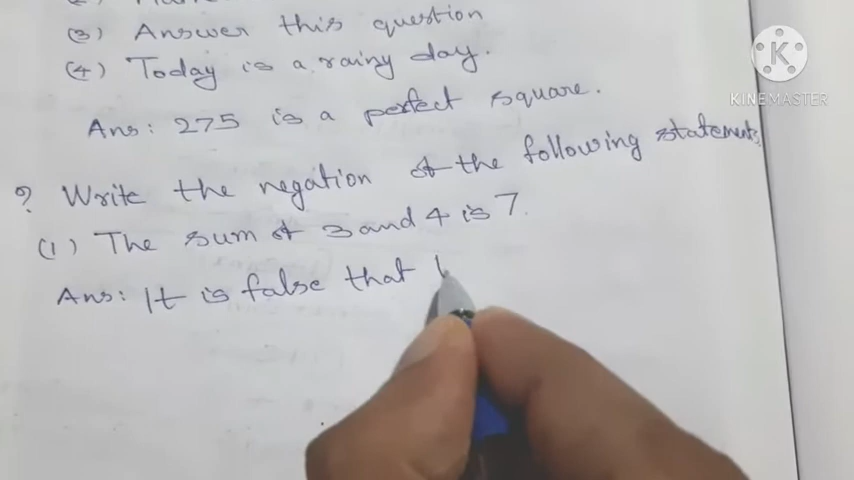 (3) Answer this question
(4) Today is a rainy day.
Ans: 275 is a perfect square.
? Write the negation of the following statements,
(1) The sum of 3 and 4 is 7.
Ans: It is false that
KINEMASTER